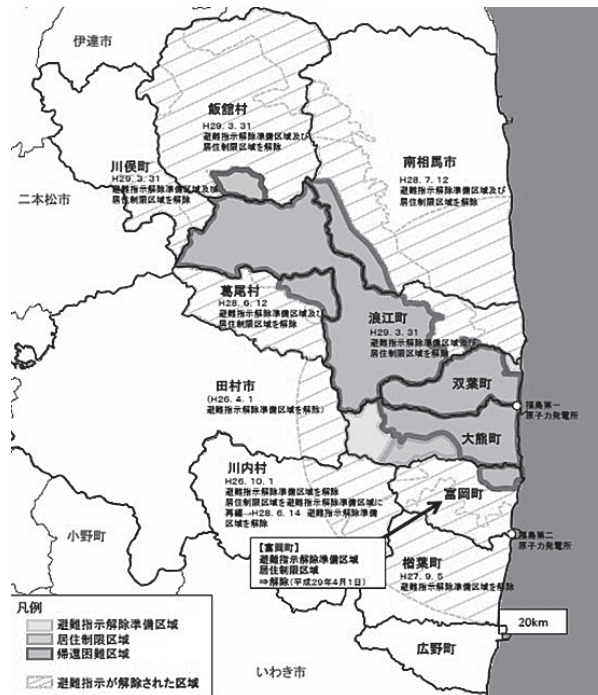 伊達市
飯舘村
H29.3.31
避難指示解除準備区域及び
居住制限区域を解除
川俣町
H29.3.31
避難指示解除準備区域及び
居住制限区域を解除
二本松市
南相馬市
H28.7.12
避難指示解除準備区域及び
居住制限区域を解除
葛尾村
H28.6.12
避難指示解除準備区域及び
居住制限区域を解除
浪江町
H29.3.31
避難指示解除準備区域及び
居住制限区域を解除
田村市
(H26.4.1
避難指示解除準備区域を解除)
双葉町
福島第一
原子力発電所
大熊町
川内村
H26.10.1
避難指示解除準備区域を解除
居住制限区域を避難指示解除準備区域に
再編→H28.6.14 避難指示解除準備
区域を解除
富岡町
小野町
【富岡町】
避難指示解除準備区域
居住制限区域
⇒解除(平成29年4月1日)
福島第二
原子力発電所
楢葉町
H27.9.5
避難指示解除準備区域を解除
凡例
避難指示解除準備区域
居住制限区域
帰還困難区域
避難指示が解除された区域
20km
広野町
いわき市